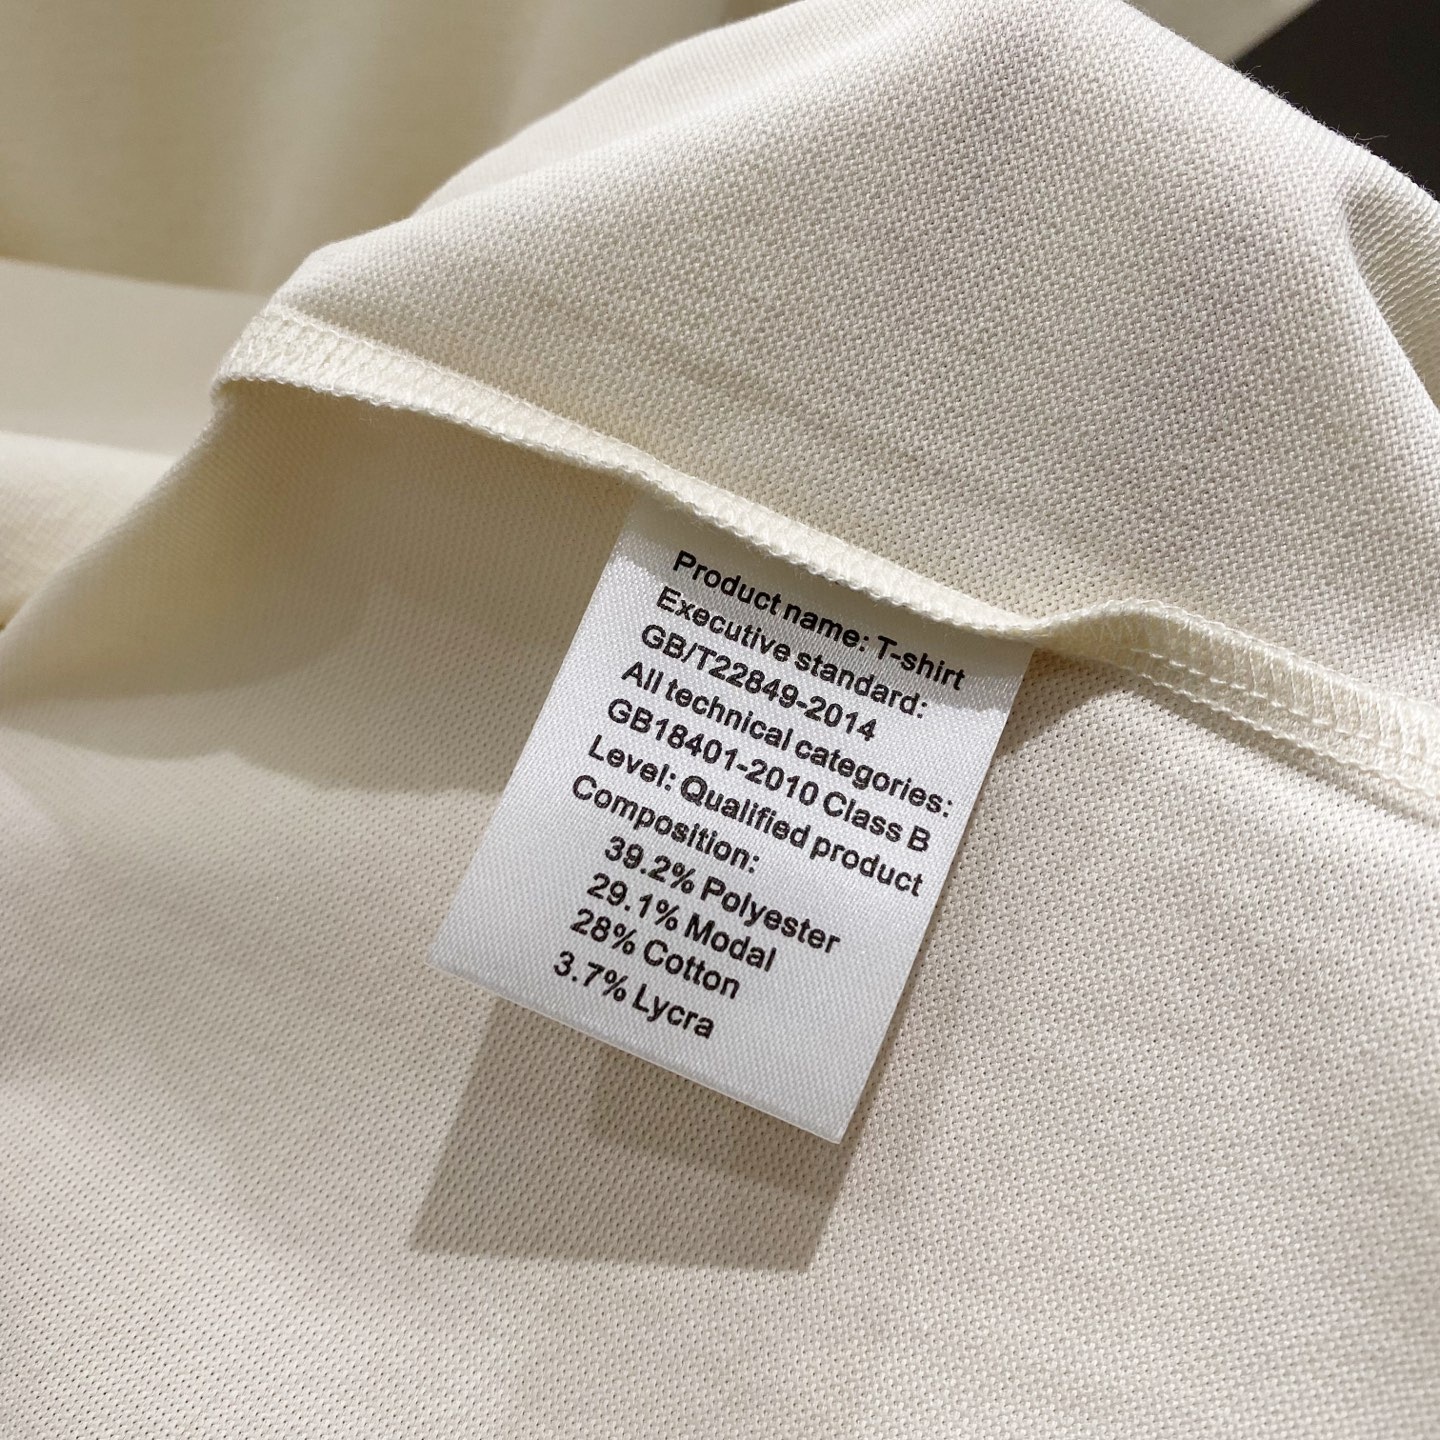 Product name: T-shirt
Executive standard:
GB/T22849-2014
All technical categories:
GB18401-2010 Class B
Level: Qualified product
Composition:
39.2% Polyester
29.1% Modal
28% Cotton
3.7% Lycra